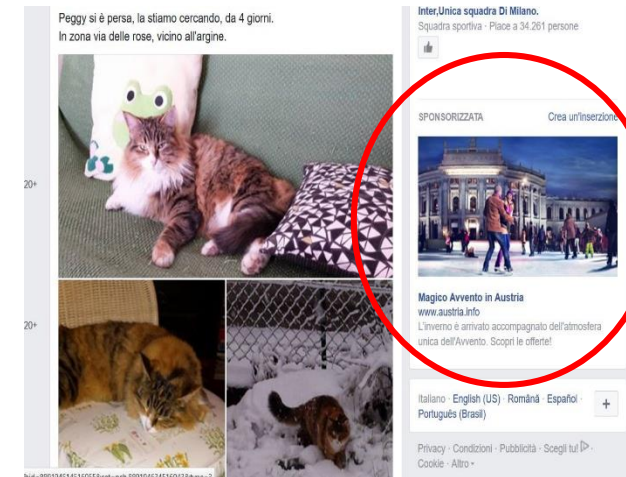 Peggy si è persa, la stiamo cercando, da 4 giorni.
In zona via delle rose, vicino all'argine.
20+
20+
Inter,Unica squadra Di Milano.
Squadra sportiva · Piace a 34.261 persone
SPONSORIZZATA Crea un'inserzione
Magico Avvento in Austria
www.austria.info
L'inverno è arrivato accompagnato dell'atmosfera
unica dell'Avvento. Scopri le offerte!
Italiano · English (US) · Română · Español ·
Português (Brasil)
+
Privacy · Condizioni · Pubblicità · Scegli tu! ·
Cookie · Altro